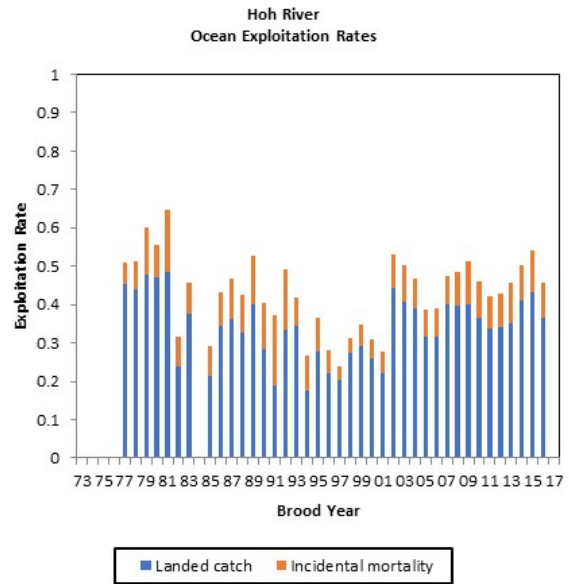 Hoh River
Ocean Exploitation Rates
1
0.9
0.8
0.7
0.6
0.5
0.4
0.3
0.2
0.1
0
Exploitation Rate
73 75 77 79 81 83 85 87 89 91 93 95 97 99 01 03 05 07 09 11 13 15 17
Brood Year
Landed catch Incidental mortality